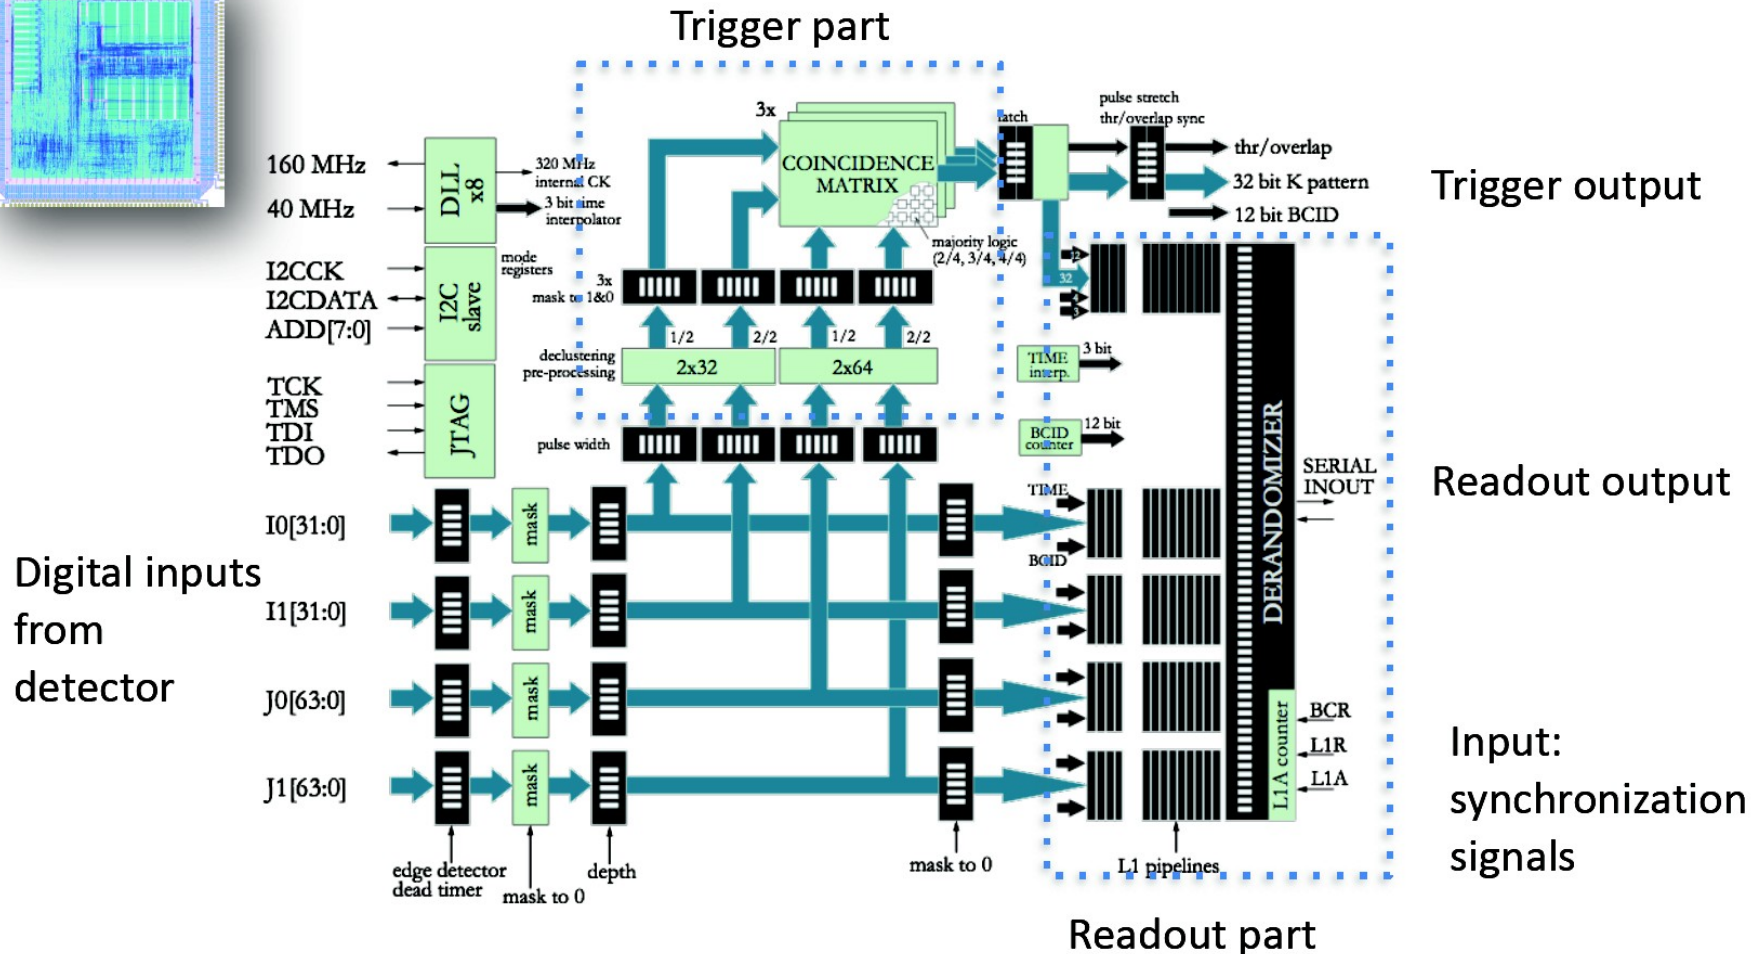 Trigger part
3x
COINCIDENCE
MATRIX
majority logic
(2/4, 3/4, 4/4)
pulse stretch
thr/overlap sync
thr/overlap
32 bit K pattern
12 bit BCID
Trigger output
160 MHz
40 MHz
DLL
x8
320 MHz
internal CK
3 bit time
interpolator
I2CCK
I2CDATA
ADD[7:0]
I2C
slave
mode
registers
TCK
TMS
TDI
TDO
JTAG
3x
mask to 1&0
1/2
2/2
1/2
2/2
declustering
pre-processing
2x32
2x64
pulse width
12
32
4
3
TIME
interp.
3 bit
BCID
counter
12 bit
TIME
BCID
DERANDOMIZER
SERIAL
INOUT
Readout output
Digital inputs
from
detector
I0[31:0]
mask
I1[31:0]
mask
J0[63:0]
mask
J1[63:0]
mask
L1A counter
BCR
L1R
L1A
Input:
synchronization
signals
edge detector
dead timer
mask to 0
depth
mask to 0
L1 pipelines
Readout part